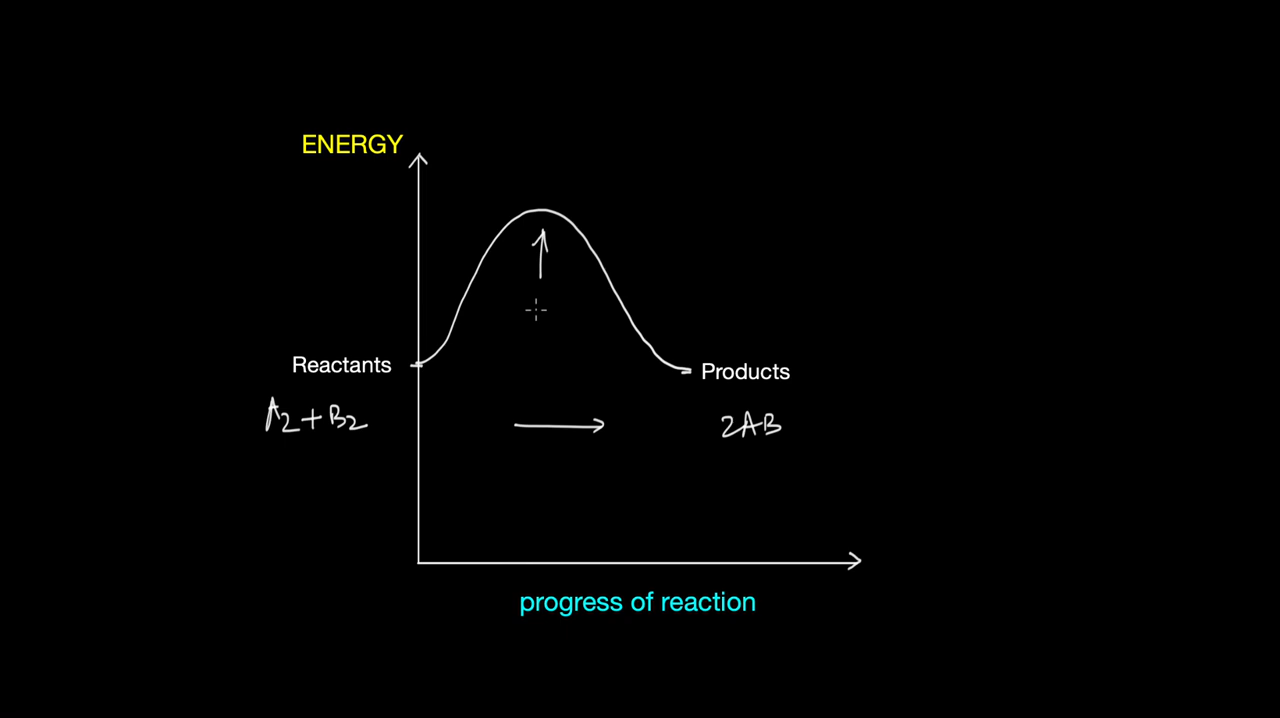 ENERGY
Reactants
Products
A2+B2 → 2AB
progress of reaction